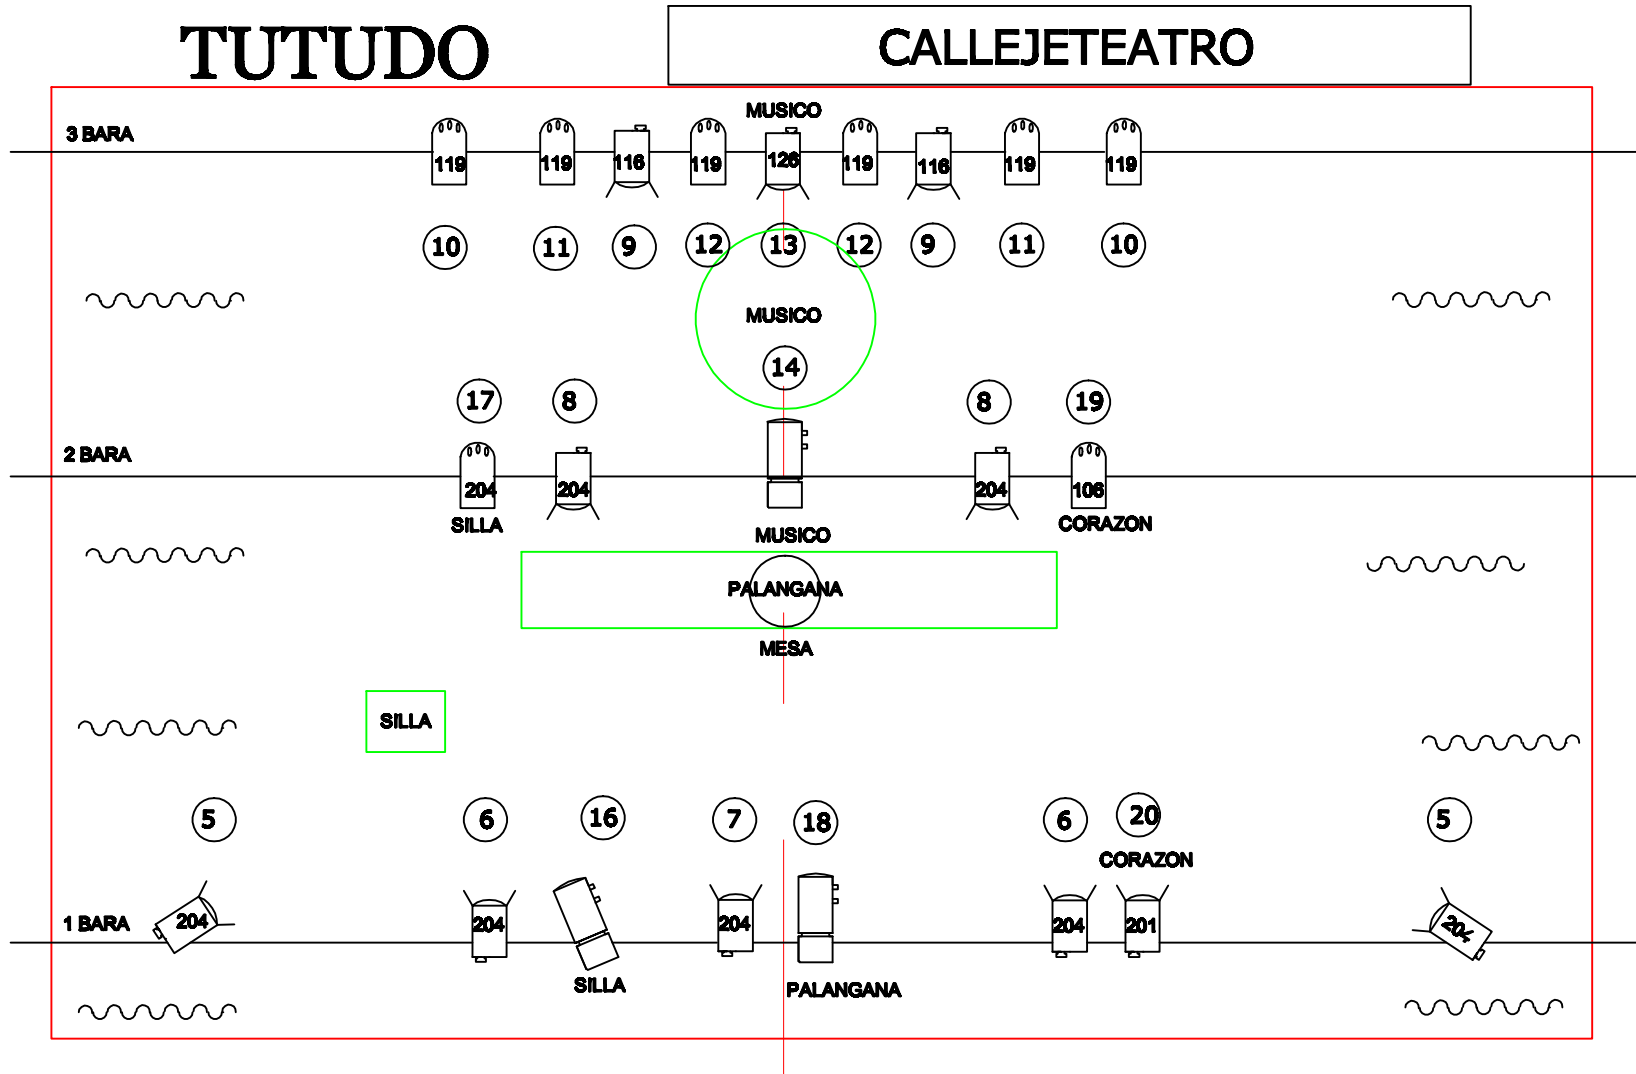 TUTUDO
CALLEJETEATRO
MUSICO
3 BARA
119 119 116 119 126 119 116 119 119
10 11 9 12 13 12 9 11 10
MUSICO
14
17 8 8 19
2 BARA
204 204 204 106
SILLA CORAZON
MUSICO
PALANGANA
MESA
SILLA
5 6 16 7 18 6 20 5
CORAZON
1 BARA
204 204 204 204 201 204
SILLA PALANGANA